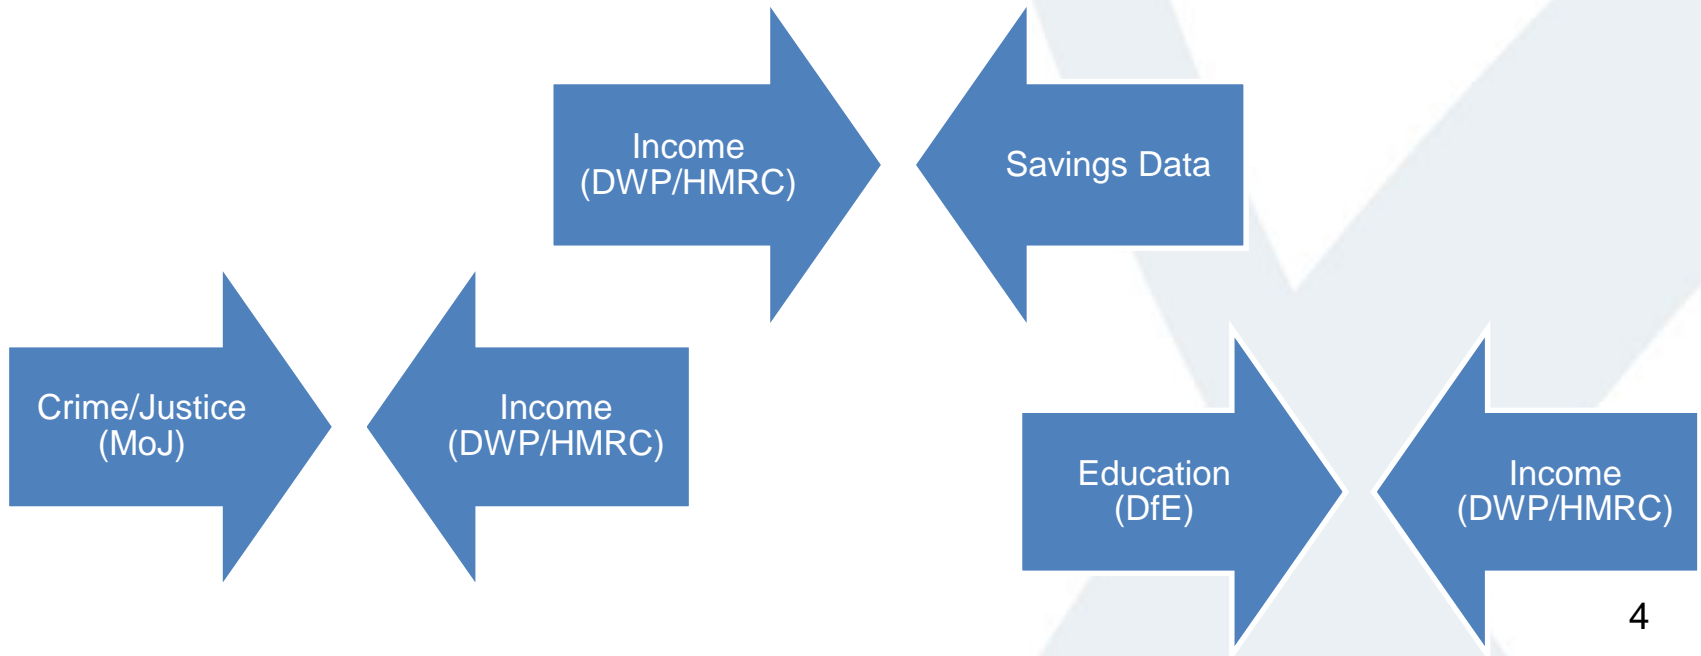 Income
(DWP/HMRC)
Savings Data
Crime/Justice
(MoJ)
Income
(DWP/HMRC)
Education
(DfE)
Income
(DWP/HMRC)
4